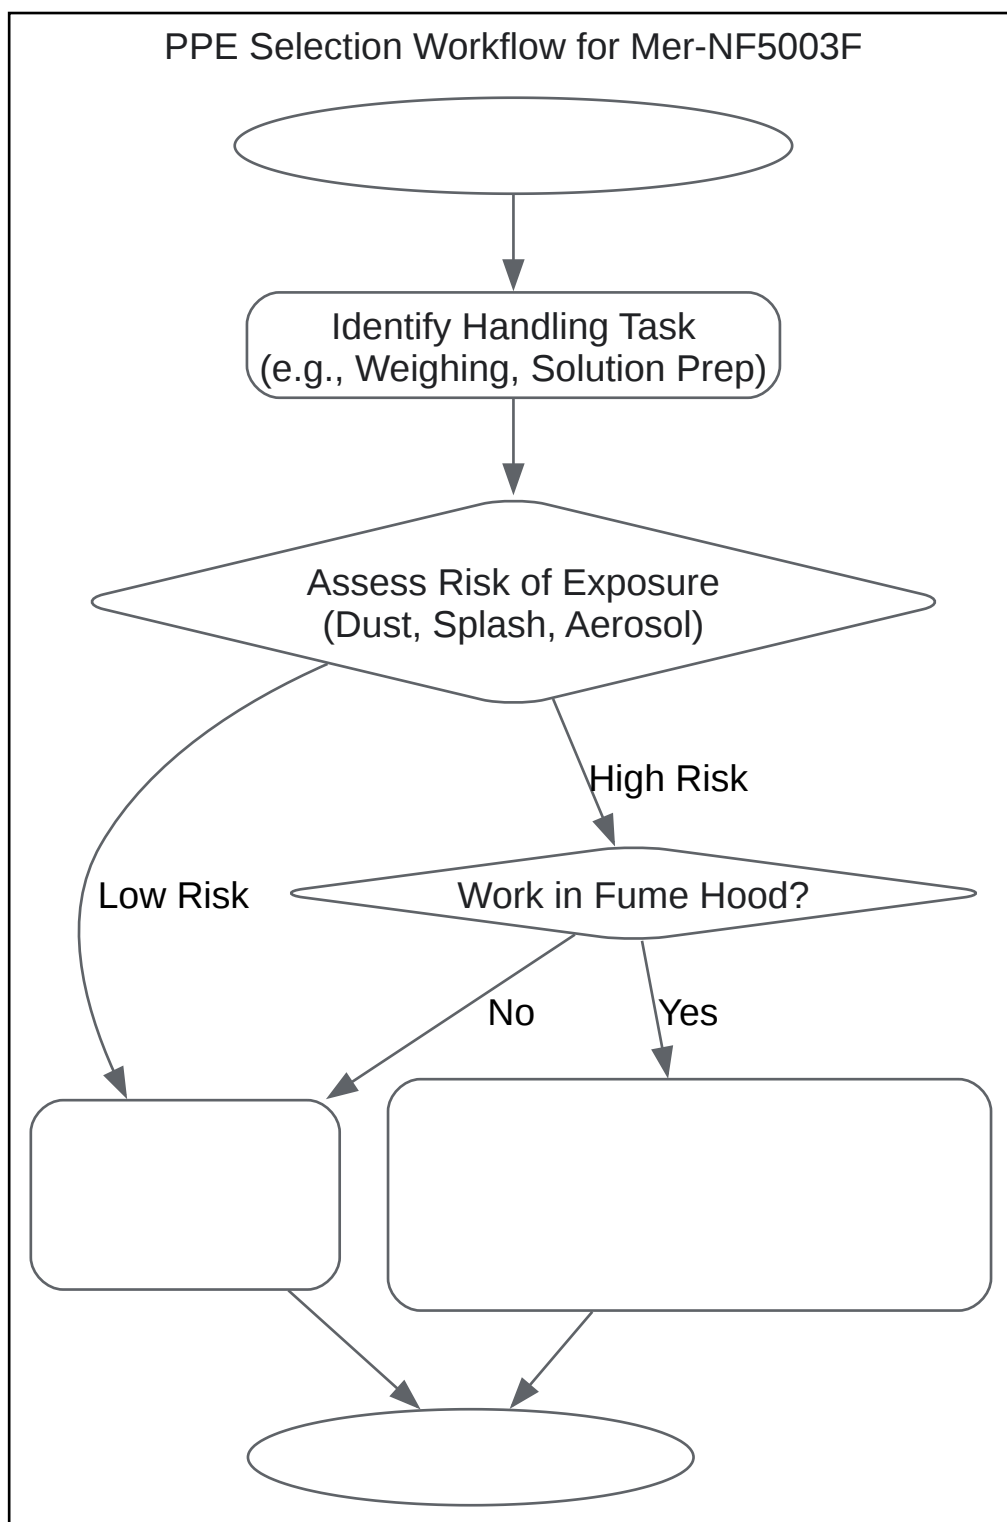 PPE Selection Workflow for Mer-NF5003F
Identify Handling Task
(e.g., Weighing, Solution Prep)
Assess Risk of Exposure
(Dust, Splash, Aerosol)
High Risk
Low Risk
Work in Fume Hood?
No
Yes